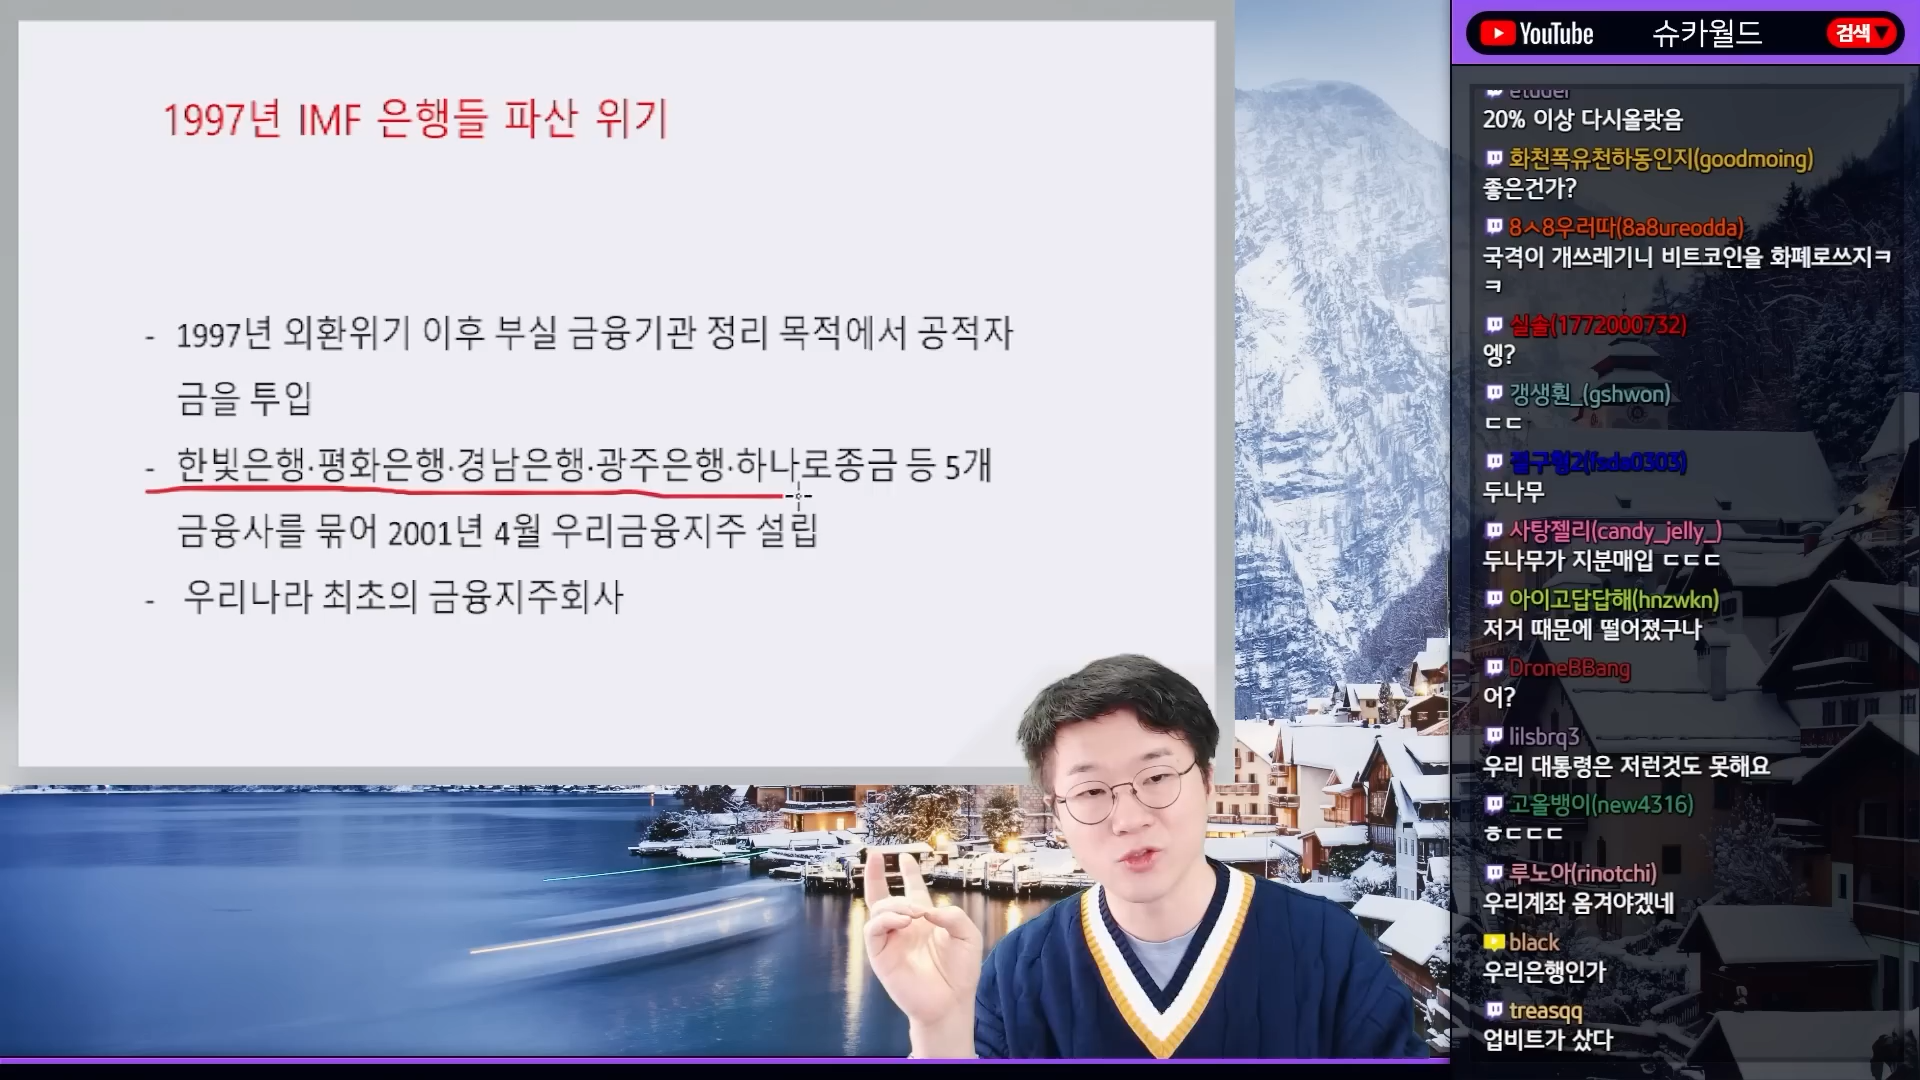 1997년 IMF 은행들 파산 위기
- 1997년 외환위기 이후 부실 금융기관 정리 목적에서 공적자
금을 투입
- 한빛은행·평화은행·경남은행·광주은행·하나로종금 등 5개
금융사를 묶어 2001년 4월 우리금융지주 설립
- 우리나라 최초의 금융지주회사
YouTube 슈카월드 검색▼
20% 이상 다시올랏음
화천폭유천하동인지(goodmoing)
좋은건가?
8ㅅ8우러따(8a8ureodda)
국격이 개쓰레기니 비트코인을 화폐로쓰지ㅋ
ㅋ
실솔(1772000732)
엥?
갱생훤_(gshwon)
ㄷㄷ
(fsda0303)
두나무
사탕젤리(candy_jelly_)
두나무가 지분매입 ㄷㄷㄷ
아이고답답해(hnzwkn)
저거 때문에 떨어졌구나
DroneBBang
어?
lilsbrq3
우리 대통령은 저런것도 못해요
고올뱅이(new4316)
ㅎㄷㄷㄷ
루노아(rinotchi)
우리계좌 옴겨야겠네
black
우리은행인가
treasqq
업비트가 샀다